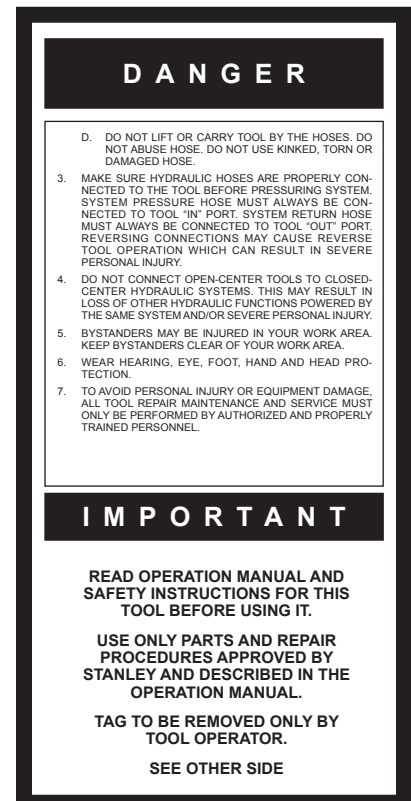 DANGER
D. DO NOT LIFT OR CARRY TOOL BY THE HOSES. DO
NOT ABUSE HOSE. DO NOT USE KINKED, TORN OR
DAMAGED HOSE.
3. MAKE SURE HYDRAULIC HOSES ARE PROPERLY CON-
NECTED TO THE TOOL BEFORE PRESSURING SYSTEM.
SYSTEM PRESSURE HOSE MUST ALWAYS BE CON-
NECTED TO TOOL “IN” PORT. SYSTEM RETURN HOSE
MUST ALWAYS BE CONNECTED TO TOOL “OUT” PORT.
REVERSING CONNECTIONS MAY CAUSE REVERSE
TOOL OPERATION WHICH CAN RESULT IN SEVERE
PERSONAL INJURY.
4. DO NOT CONNECT OPEN-CENTER TOOLS TO CLOSED-
CENTER HYDRAULIC SYSTEMS. THIS MAY RESULT IN
LOSS OF OTHER HYDRAULIC FUNCTIONS POWERED BY
THE SAME SYSTEM AND/OR SEVERE PERSONAL INJURY.
5. BYSTANDERS MAY BE INJURED IN YOUR WORK AREA.
KEEP BYSTANDERS CLEAR OF YOUR WORK AREA.
6. WEAR HEARING, EYE, FOOT, HAND AND HEAD PRO-
TECTION.
7. TO AVOID PERSONAL INJURY OR EQUIPMENT DAMAGE,
ALL TOOL REPAIR MAINTENANCE AND SERVICE MUST
ONLY BE PERFORMED BY AUTHORIZED AND PROPERLY
TRAINED PERSONNEL.
IMPORTANT
READ OPERATION MANUAL AND
SAFETY INSTRUCTIONS FOR THIS
TOOL BEFORE USING IT.
USE ONLY PARTS AND REPAIR
PROCEDURES APPROVED BY
STANLEY AND DESCRIBED IN THE
OPERATION MANUAL.
TAG TO BE REMOVED ONLY BY
TOOL OPERATOR.
SEE OTHER SIDE